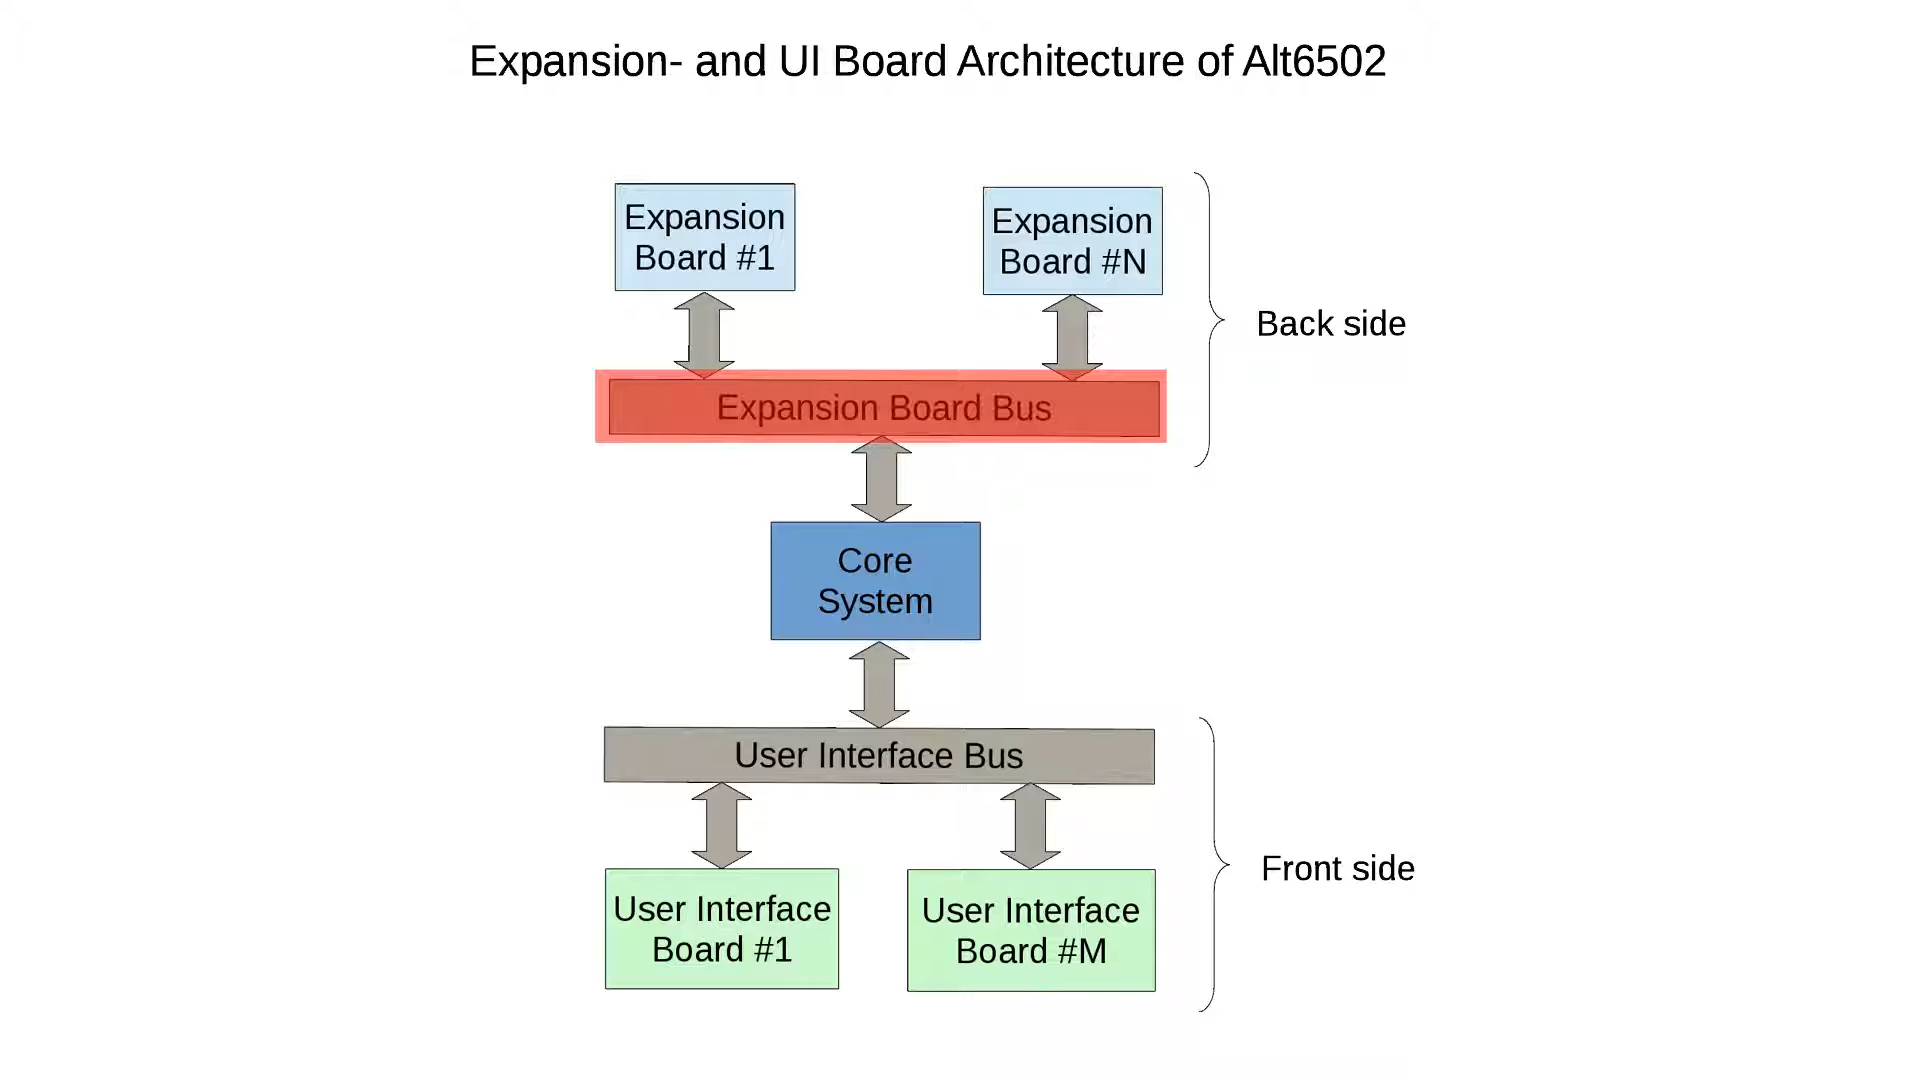 Expansion- and UI Board Architecture of Alt6502
Expansion
Board #1
Expansion
Board #N
Back side
Expansion Board Bus
Core
System
User Interface Bus
Front side
User Interface
Board #1
User Interface
Board #M